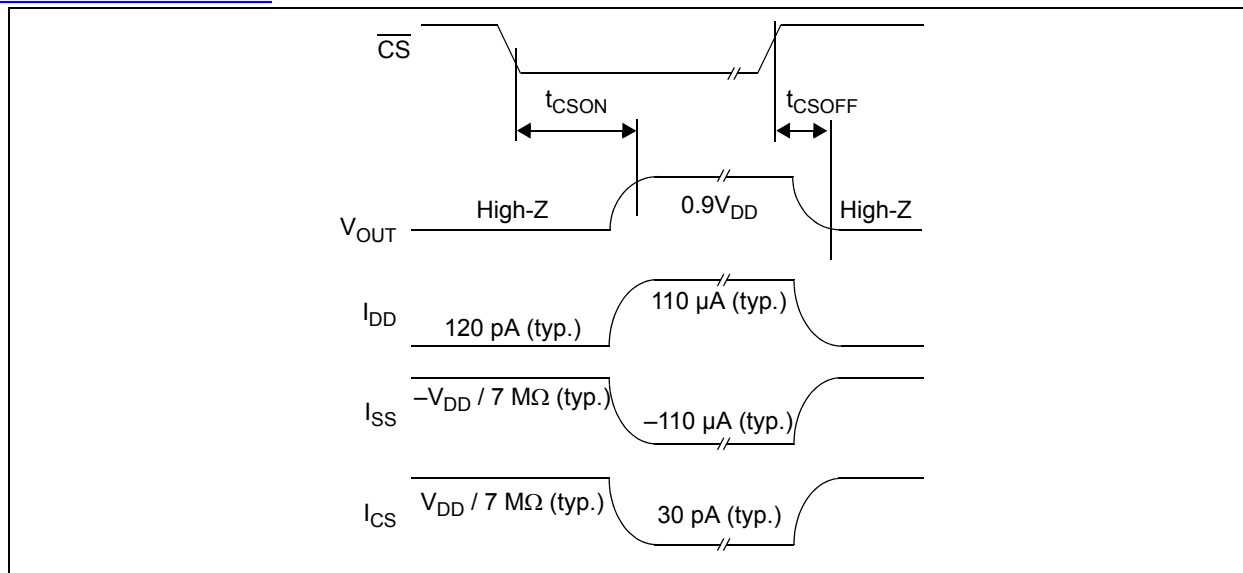 CS
tCSON
tCSOFF
VOUT
High-Z
0.9VDD
High-Z
IDD
120 pA (typ.)
110 µA (typ.)
ISS
–VDD / 7 MΩ (typ.)
–110 µA (typ.)
ICS
VDD / 7 MΩ (typ.)
30 pA (typ.)